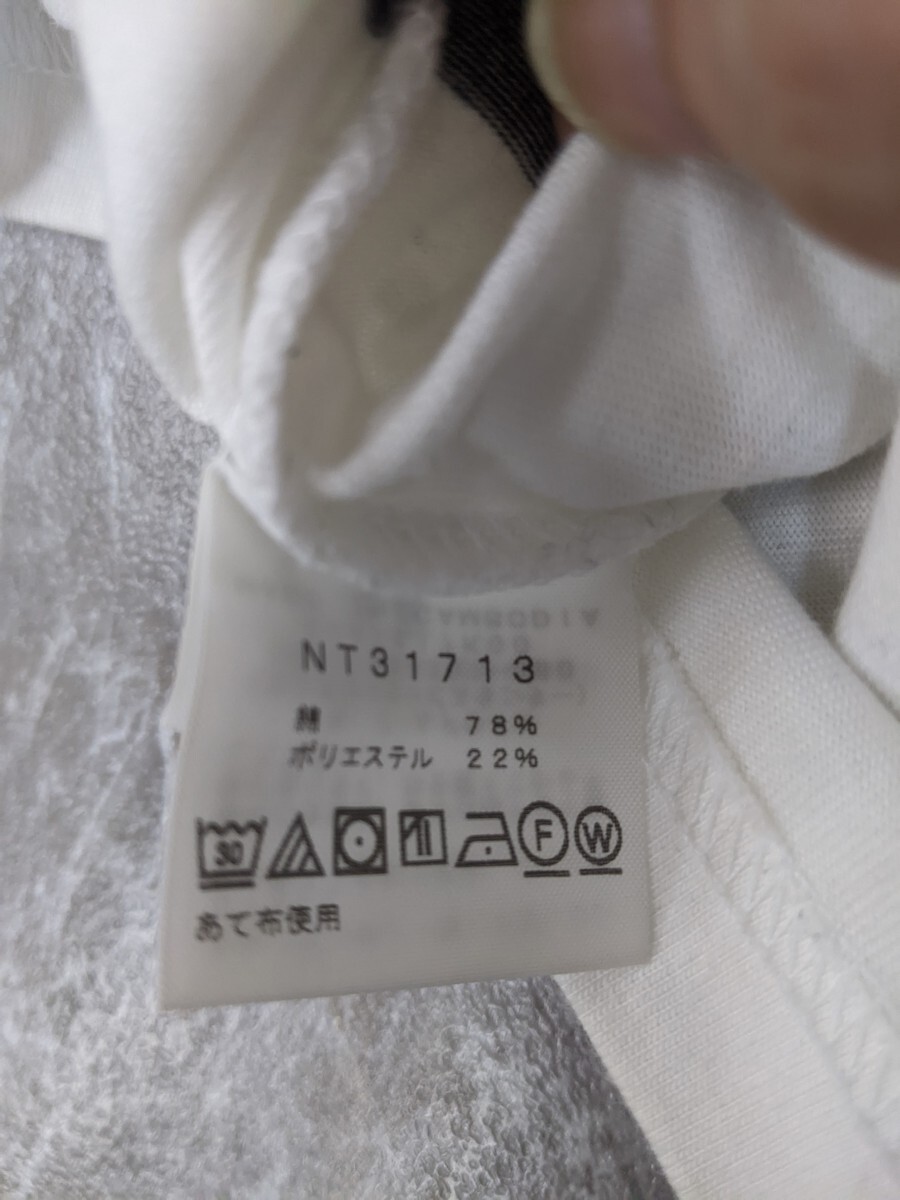 NT31713
綿 78%
ポリエステル 22%
30 F W
あて布使用